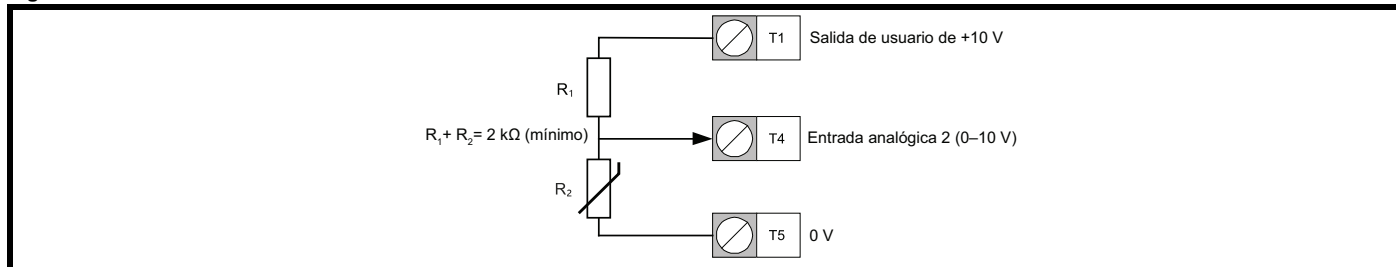 T1 Salida de usuario de +10 V
R₁
R₁+ R₂= 2 kΩ (mínimo)
T4 Entrada analógica 2 (0–10 V)
R₂
T5 0 V